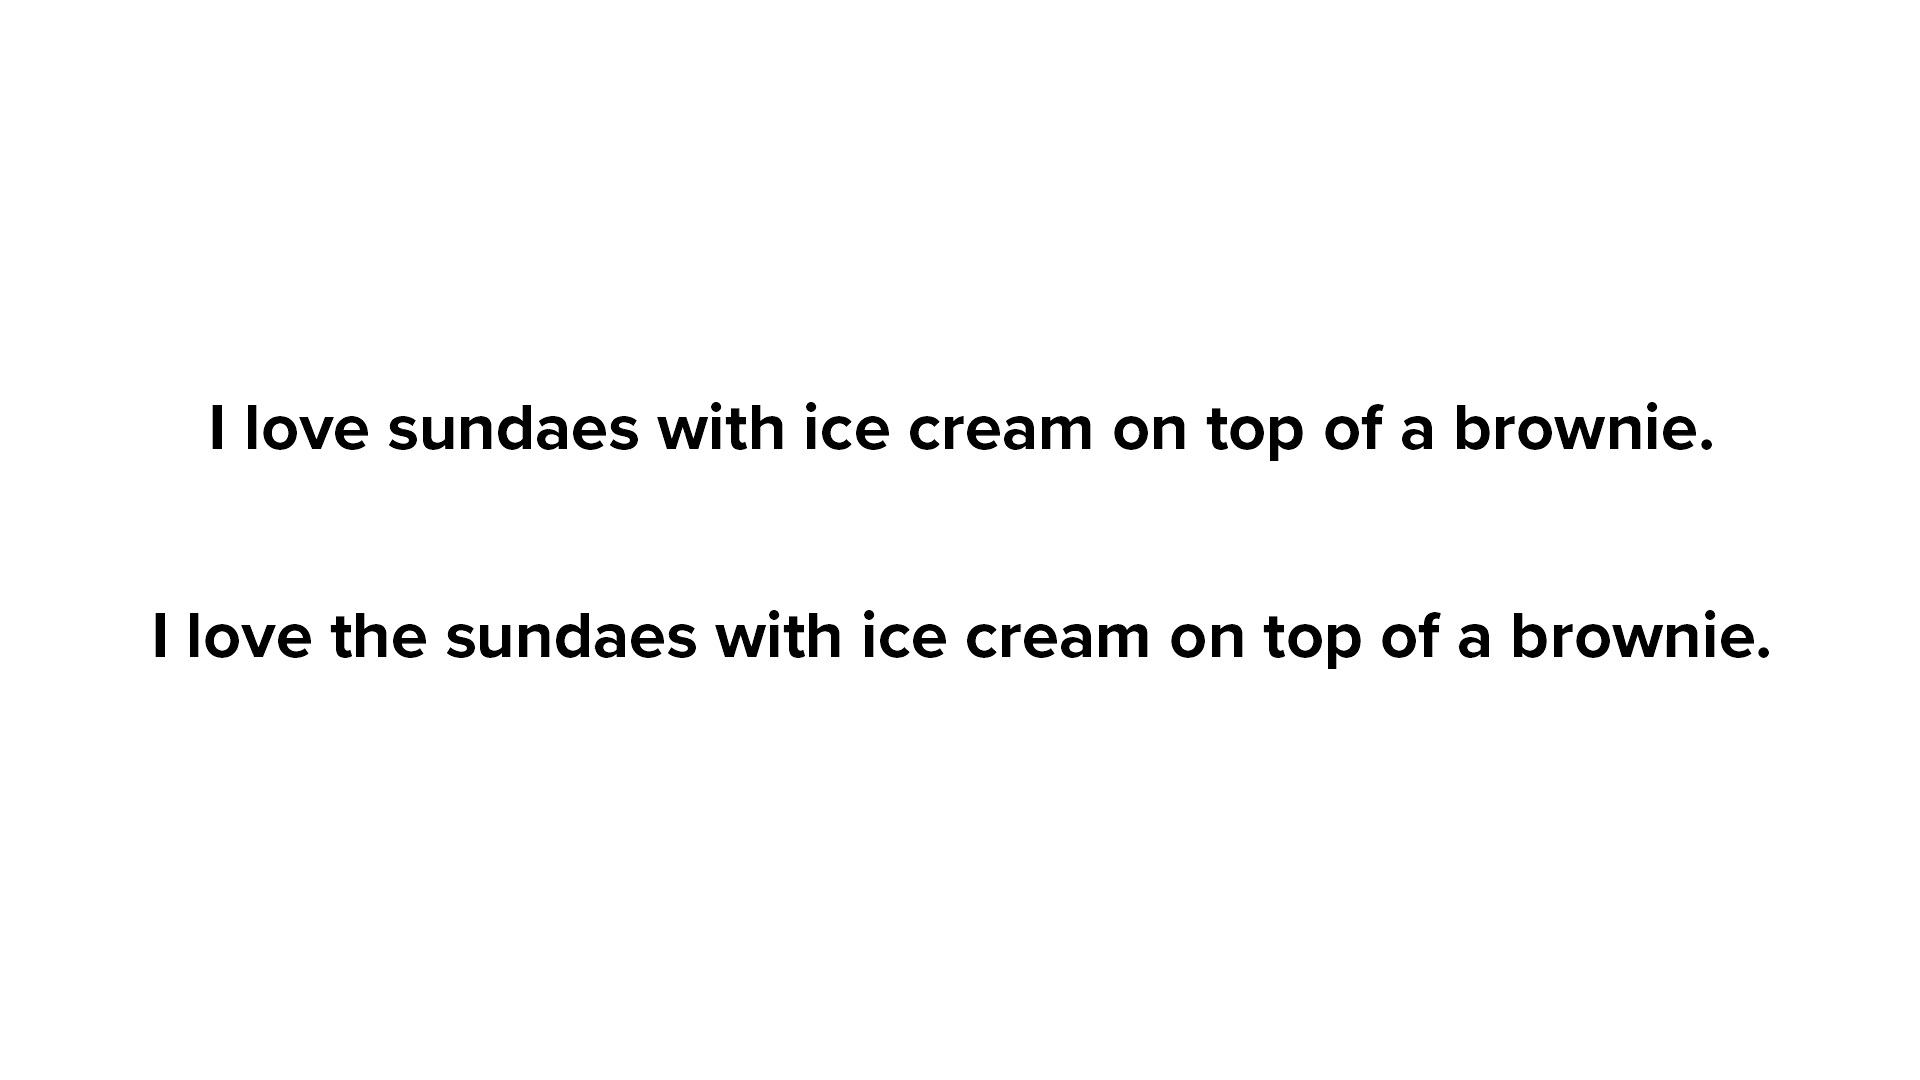 I love sundaes with ice cream on top of a brownie.
I love the sundaes with ice cream on top of a brownie.